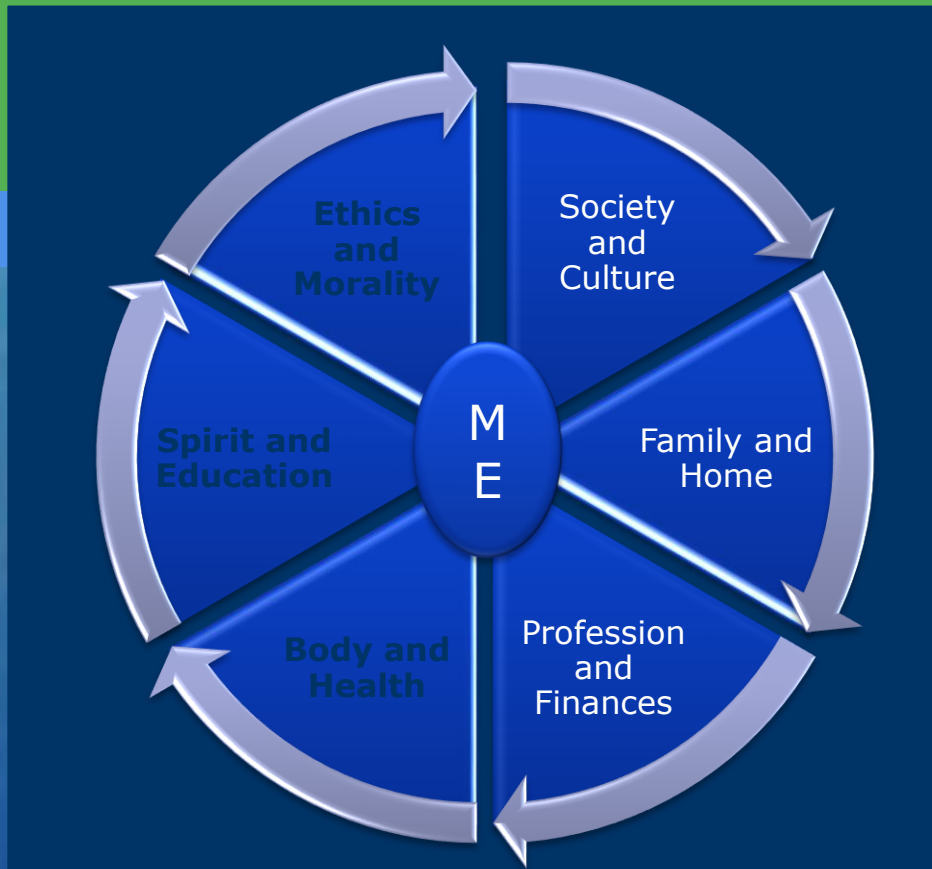 Ethics
and
Morality
Society
and
Culture
M
E
Spirit and
Education
Family and
Home
Body and
Health
Profession
and
Finances